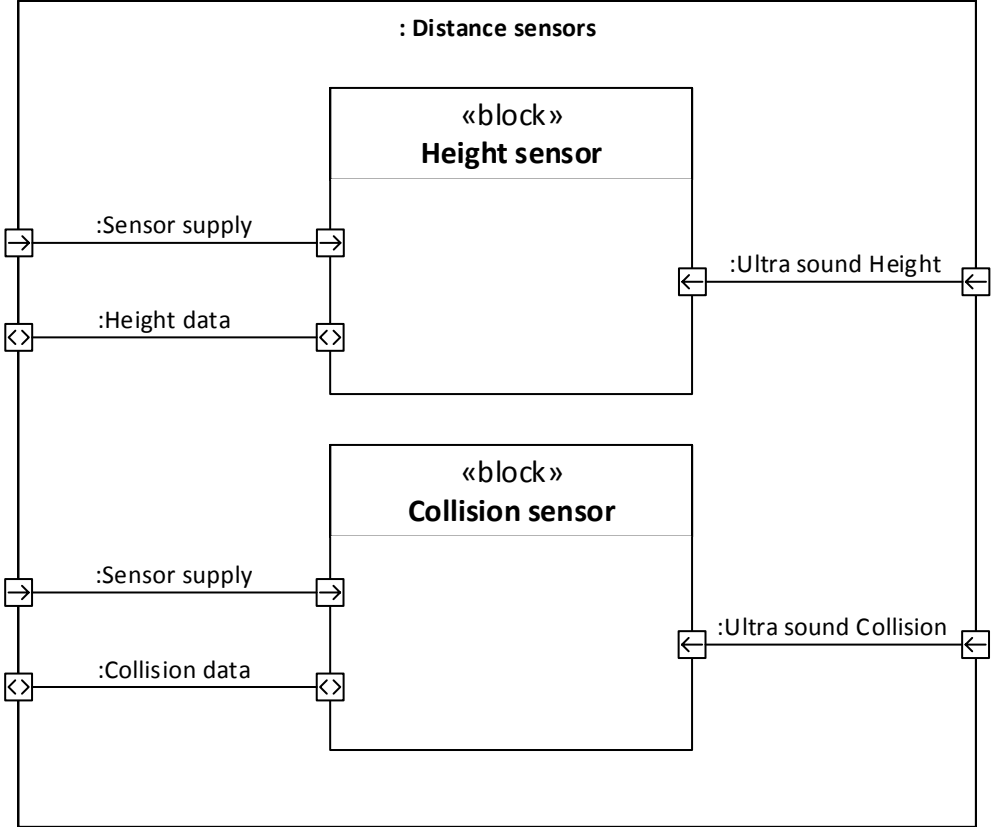 : Distance sensors
«block»
Height sensor
:Sensor supply
:Ultra sound Height
:Height data
«block»
Collision sensor
:Sensor supply
:Ultra sound Collision
:Collision data